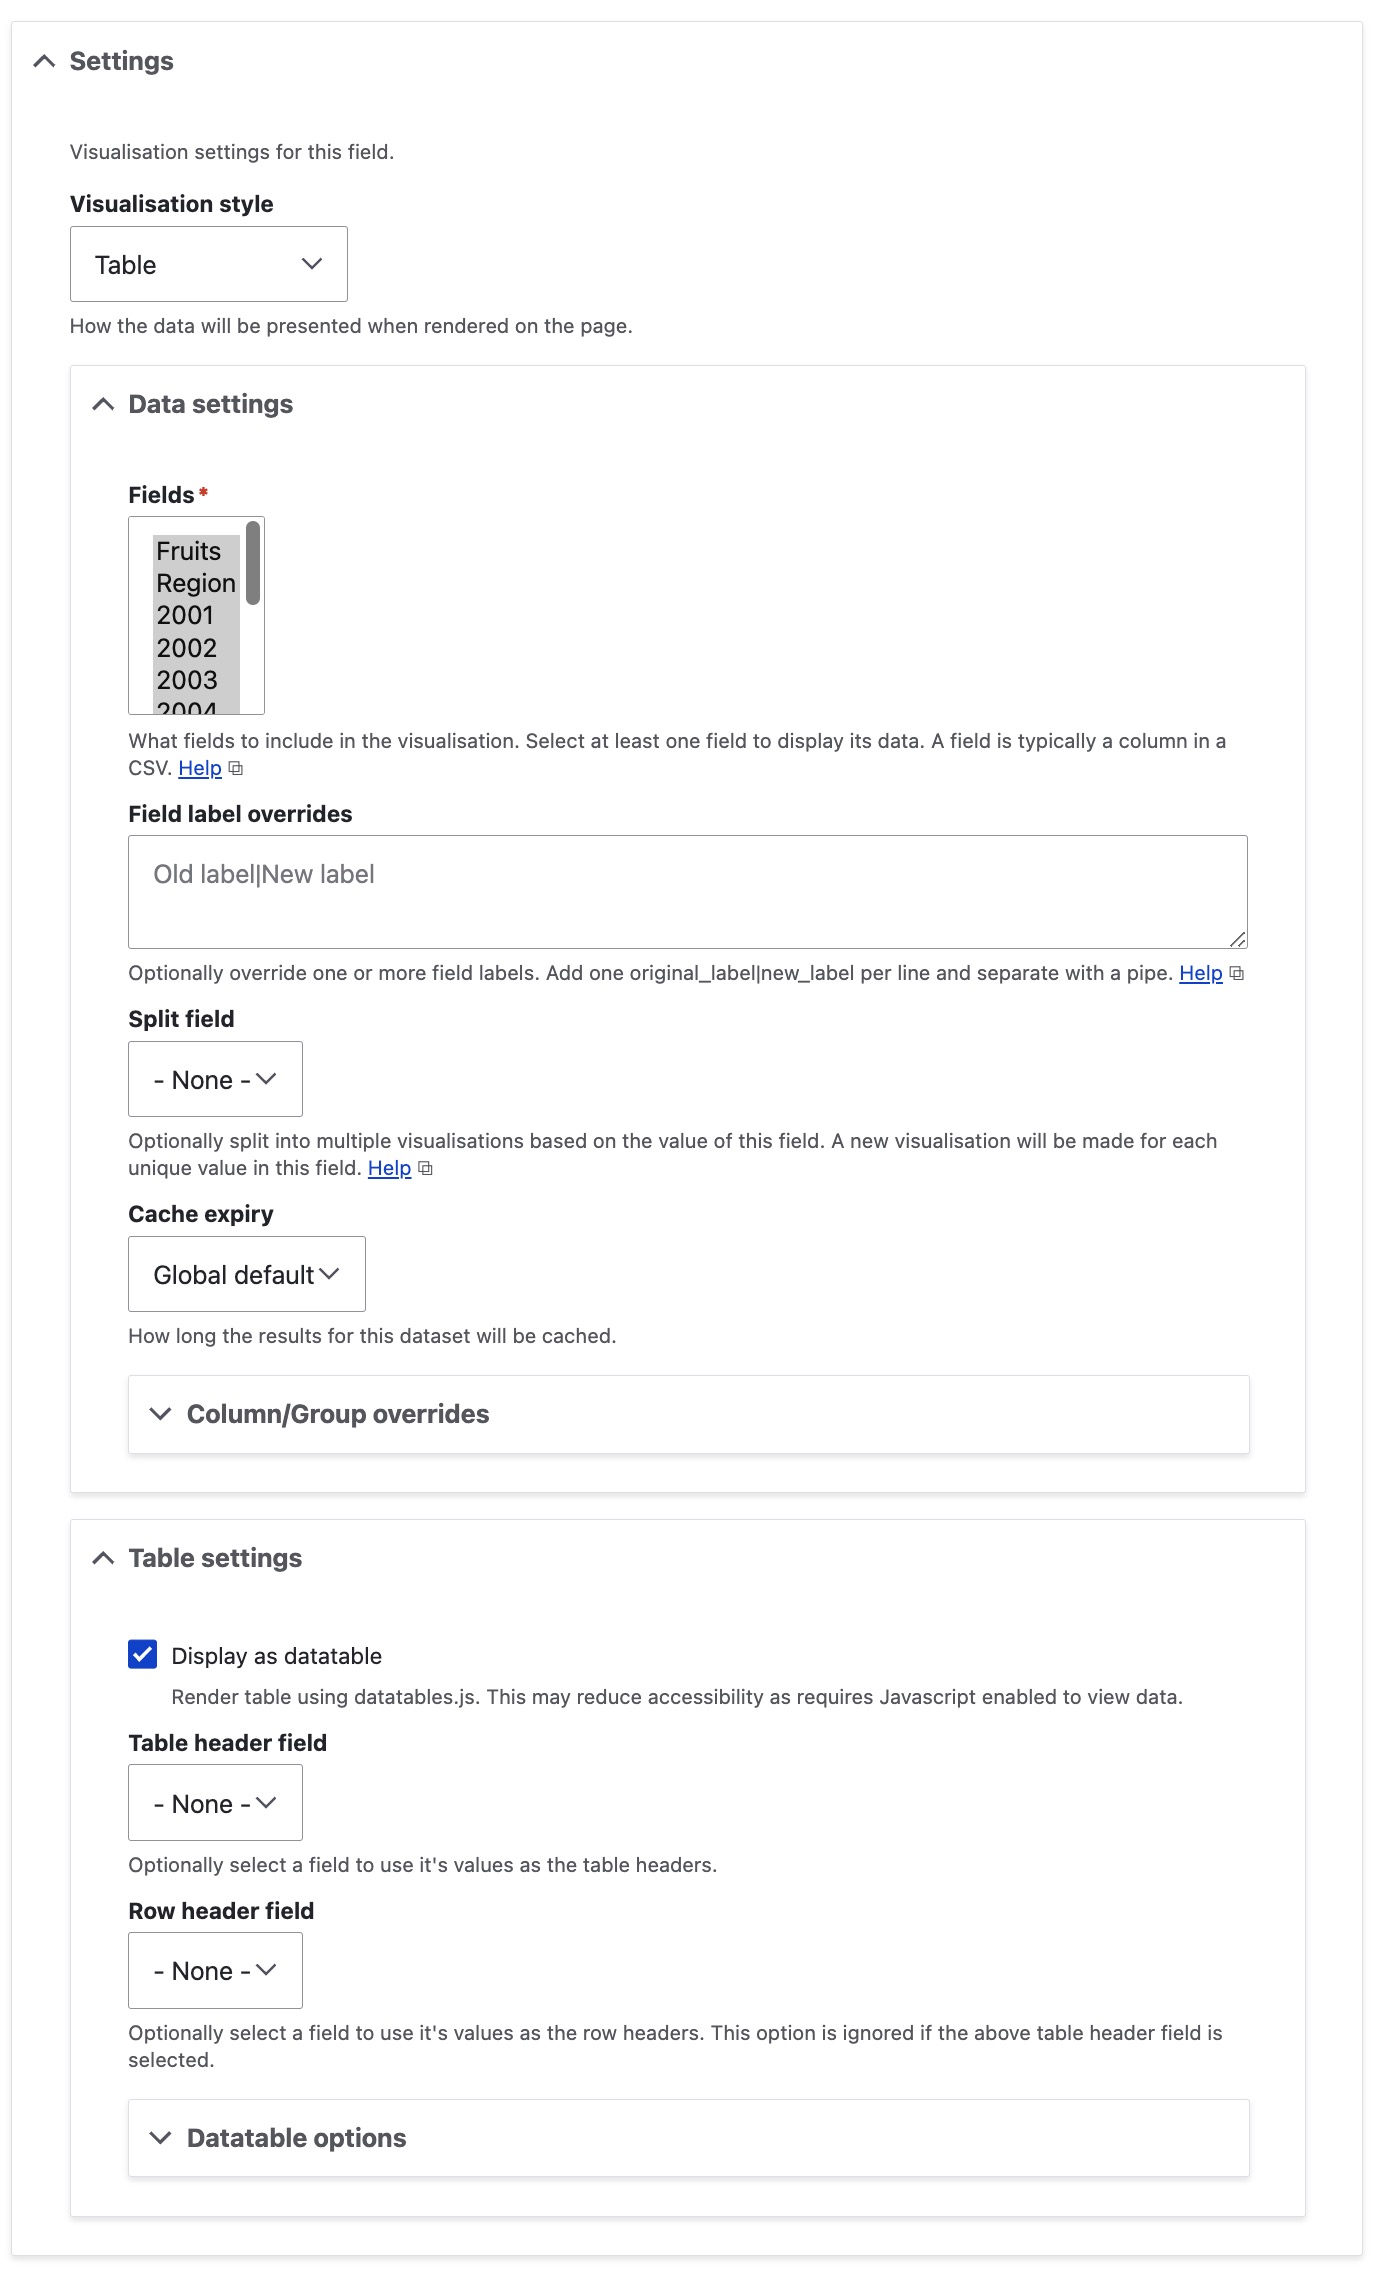 Settings
Visualisation settings for this field.
Visualisation style
Table
How the data will be presented when rendered on the page.
Data settings
Fields*
Fruits
Region
2001
2002
2003
2004
What fields to include in the visualisation. Select at least one field to display its data. A field is typically a column in a
CSV. Help
Field label overrides
Old label|New label
Optionally override one or more field labels. Add one original_label|new_label per line and separate with a pipe. Help
Split field
- None -
Optionally split into multiple visualisations based on the value of this field. A new visualisation will be made for each
unique value in this field. Help
Cache expiry
Global default
How long the results for this dataset will be cached.
Column/Group overrides
Table settings
Display as datatable
Render table using datatables.js. This may reduce accessibility as requires Javascript enabled to view data.
Table header field
- None -
Optionally select a field to use it's values as the table headers.
Row header field
- None -
Optionally select a field to use it's values as the row headers. This option is ignored if the above table header field is
selected.
Datatable options